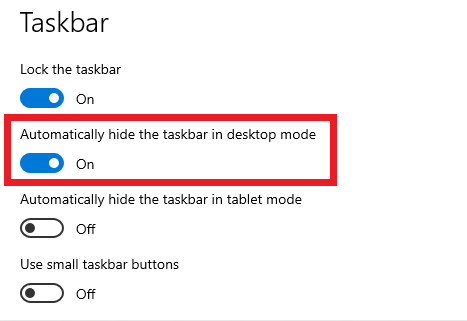 Taskbar
Lock the taskbar
On
Automatically hide the taskbar in desktop mode
On
Automatically hide the taskbar in tablet mode
Off
Use small taskbar buttons
Off